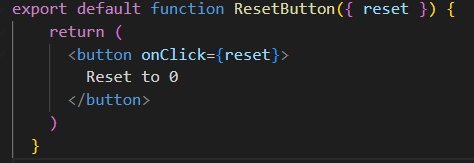 export default function ResetButton({ reset }) {
    return (
      <button onClick={reset}>
        Reset to 0
      </button>
    )
  }